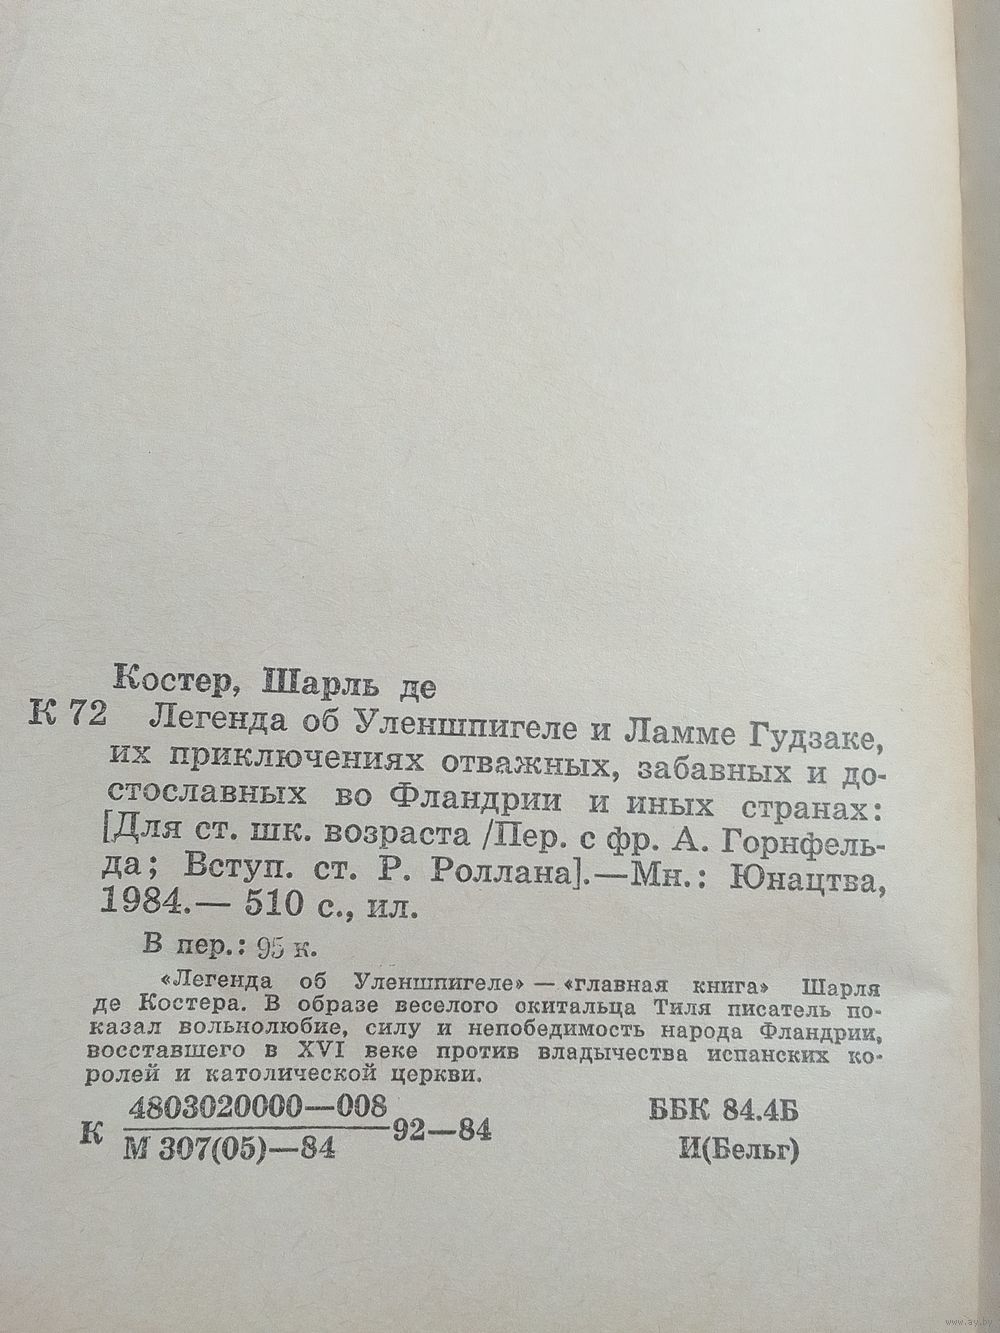 Костер, Шарль де
К 72 Легенда об Уленшпигеле и Ламме Гудзаке,
их приключениях отважных, забавных и до-
стославных во Фландрии и иных странах:
[Для ст. шк. возраста /Пер. с фр. А. Горнфель-
да; Вступ. ст. Р. Роллана].—Мн.: Юнацтва,
1984.— 510 с., ил.
В пер.: 95 к.
«Легенда об Уленшпигеле» — «главная книга» Шарля
де Костера. В образе веселого скитальца Тиля писатель по-
казал вольнолюбие, силу и непобедимость народа Фландрии,
восставшего в XVI веке против владычества испанских ко-
ролей и католической церкви.
4803020000—008
К 92—84
М 307(05)—84
ББК 84.4Б
И(Бельг)
www.ay.by